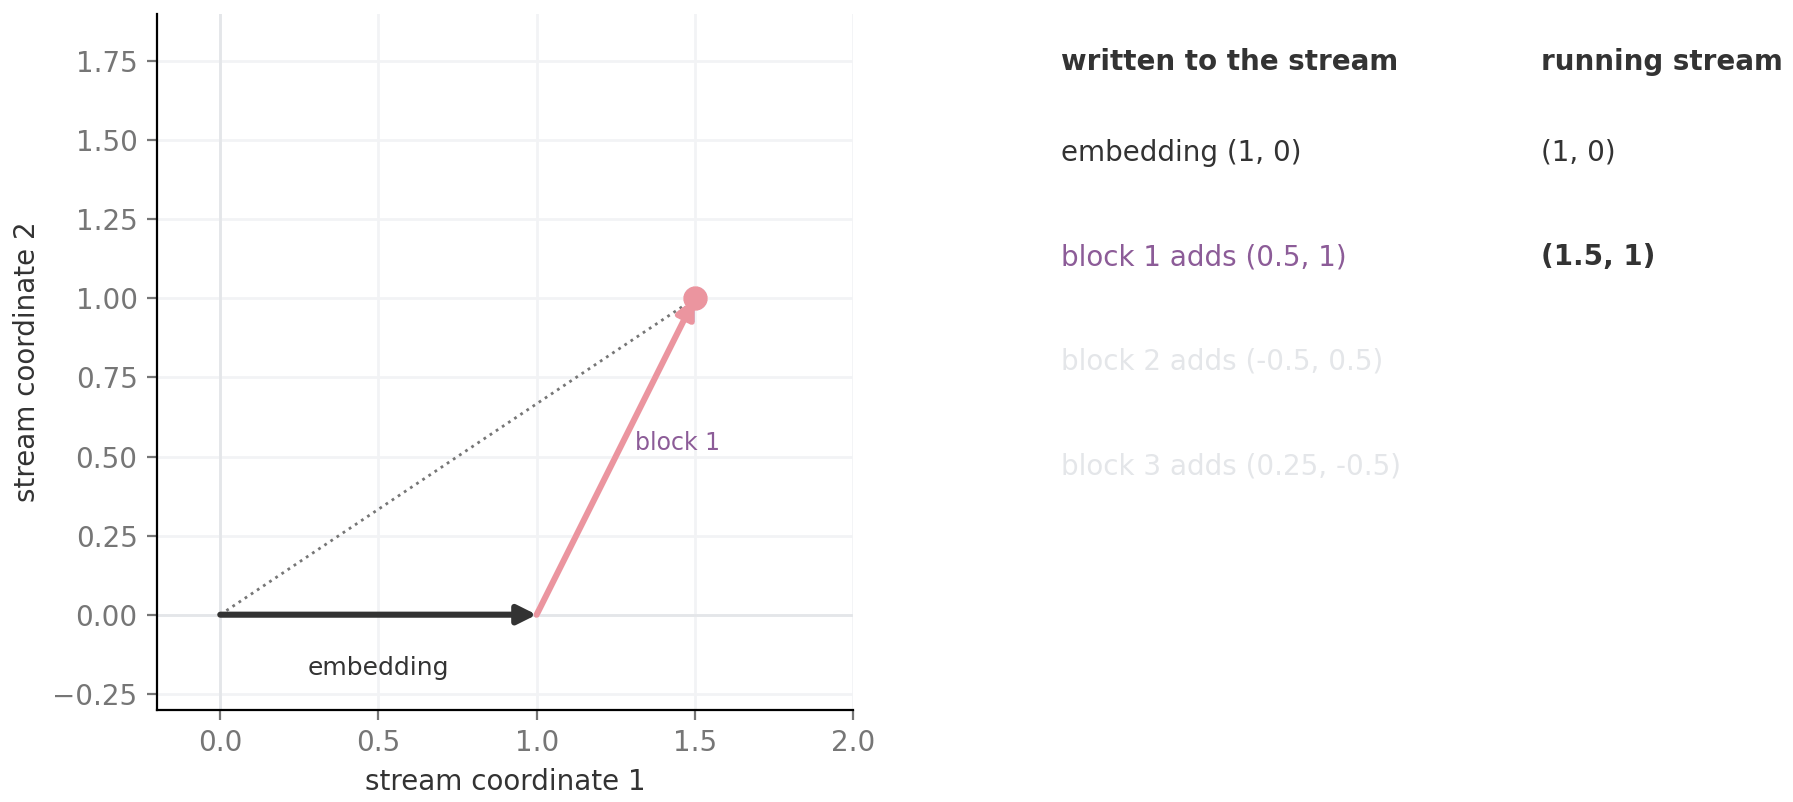 1.75
1.50
1.25
1.00
0.75
0.50
0.25
0.00
−0.25
stream coordinate 2
0.0 0.5 1.0 1.5 2.0
stream coordinate 1
embedding
block 1
written to the stream running stream
embedding (1, 0) (1, 0)
block 1 adds (0.5, 1) (1.5, 1)
block 2 adds (-0.5, 0.5)
block 3 adds (0.25, -0.5)